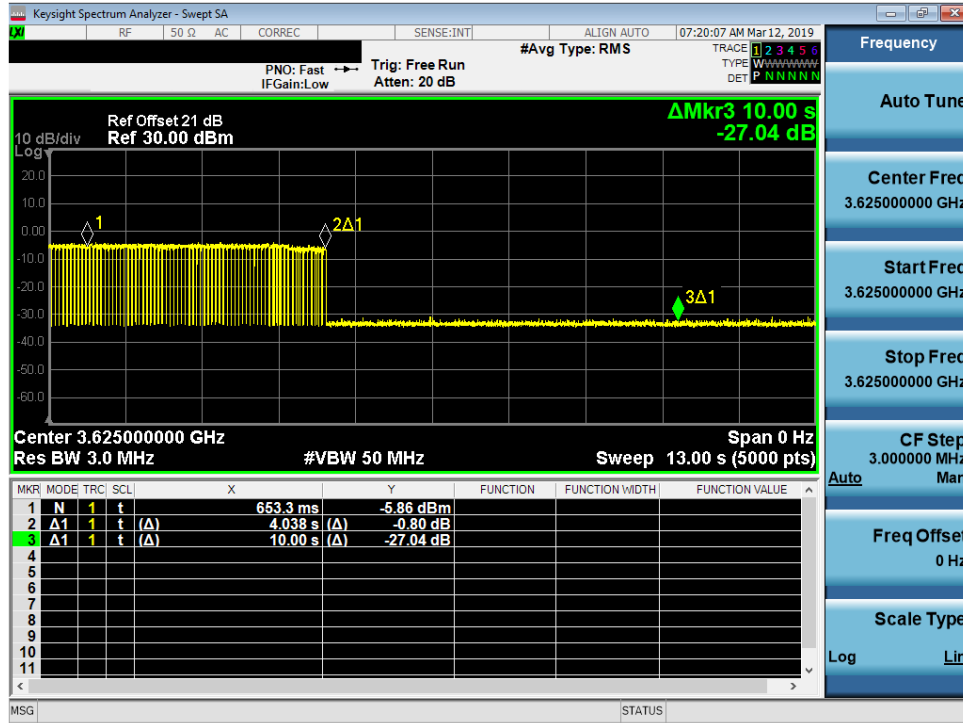 Keysight Spectrum Analyzer - Swept SA
LXI RF 50 Ω AC CORREC SENSE:INT ALIGN AUTO 07:20:07 AM Mar 12, 2019
#Avg Type: RMS
TRACE 1 2 3 4 5 6
TYPE WWWWWW
DET P N N N N N
PNO: Fast
IFGain:Low
Trig: Free Run
Atten: 20 dB
ΔMkr3 10.00 s
-27.04 dB
Ref Offset 21 dB
10 dB/div Ref 30.00 dBm
Log
20.0
10.0
0.00
-10.0
-20.0
-30.0
-40.0
-50.0
-60.0
1
2Δ1
3Δ1
Center 3.625000000 GHz Span 0 Hz
Res BW 3.0 MHz #VBW 50 MHz Sweep 13.00 s (5000 pts)
MKR MODE TRC SCL X Y FUNCTION FUNCTION WIDTH FUNCTION VALUE
1 N 1 t 653.3 ms -5.86 dBm
2 Δ1 1 t (Δ) 4.038 s (Δ) -0.80 dB
3 Δ1 1 t (Δ) 10.00 s (Δ) -27.04 dB
4
5
6
7
8
9
10
11
MSG STATUS
Frequency
Auto Tune
Center Freq
3.625000000 GHz
Start Freq
3.625000000 GHz
Stop Freq
3.625000000 GHz
CF Step
3.000000 MHz
Auto Man
Freq Offset
0 Hz
Scale Type
Log Lin